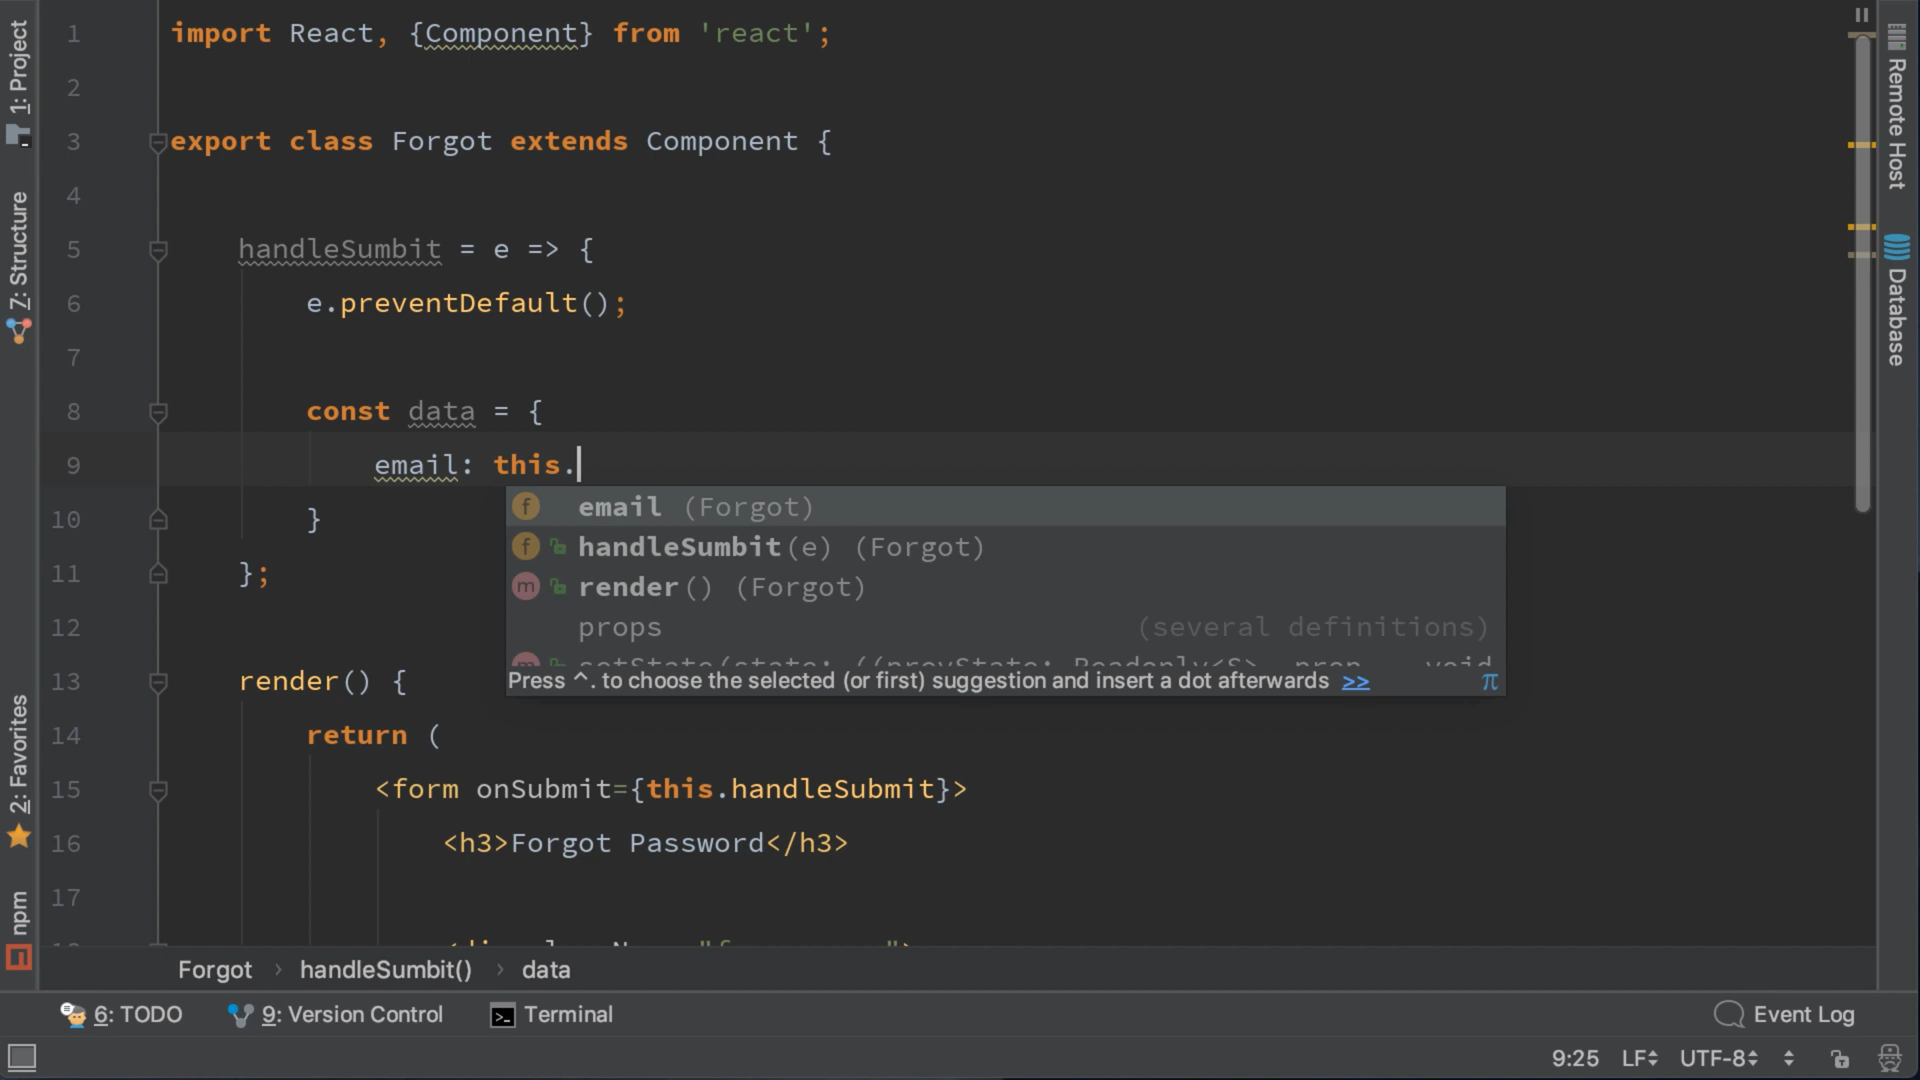 1: Project
Z: Structure
2: Favorites
npm
1 import React, {Component} from 'react';
2
3 export class Forgot extends Component {
4
5 handleSumbit = e => {
6 e.preventDefault();
7
8 const data = {
9 email: this.
10 }
11 };
12
13 render() {
14 return (
15 <form onSubmit={this.handleSubmit}>
16 <h3>Forgot Password</h3>
17
email (Forgot)
handleSumbit(e) (Forgot)
render() (Forgot)
props (several definitions)
Press ^. to choose the selected (or first) suggestion and insert a dot afterwards >> π
Remote Host
Database
Forgot › handleSumbit() › data
6: TODO 9: Version Control Terminal Event Log
9:25 LF UTF-8